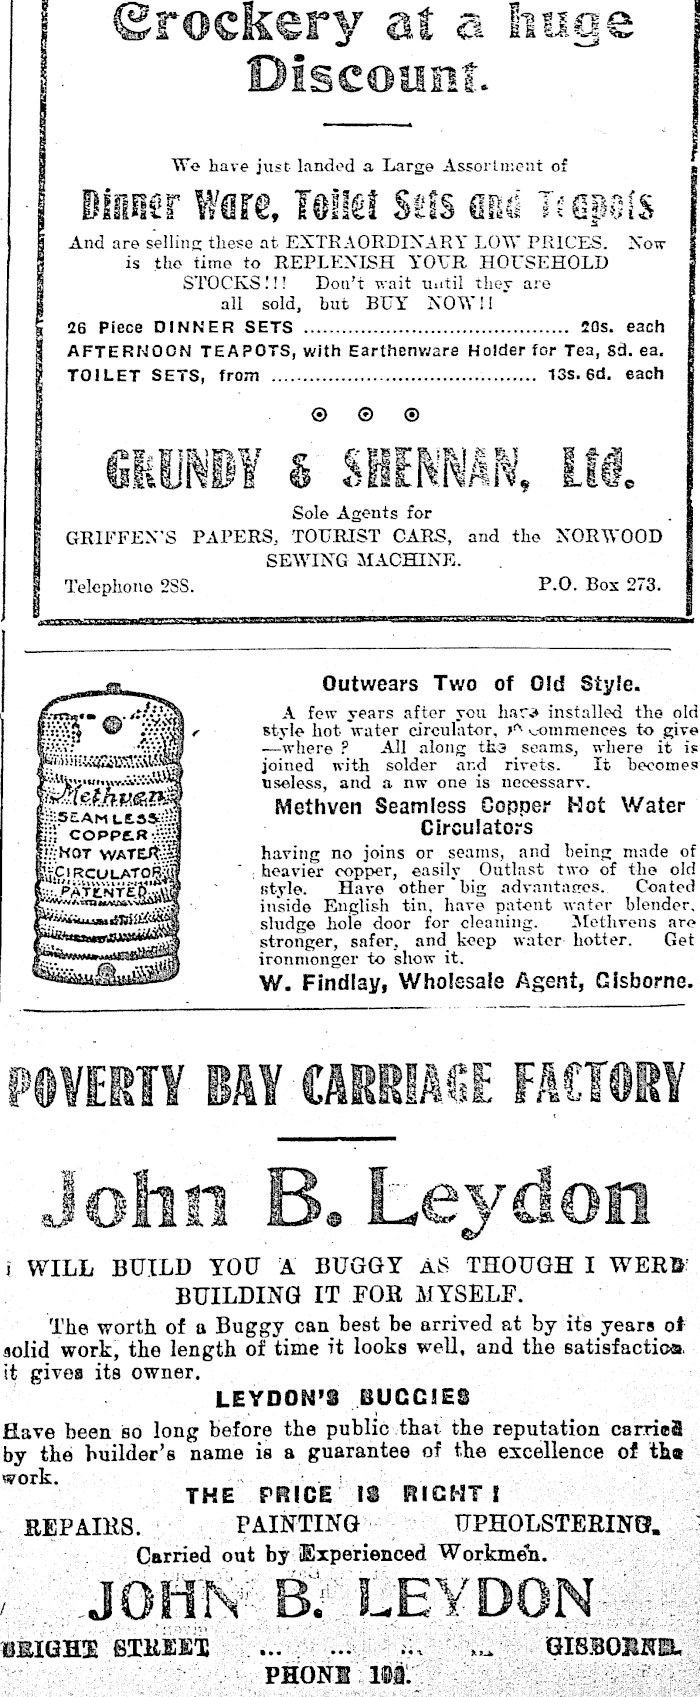 Crockery at a huge
Discount.
We have just landed a Large Assortment of
Dinner Ware, Toilet Sets and Teapots
And are selling these at EXTRAORDINARY LOW PRICES. Now
is the time to REPLENISH YOUR HOUSEHOLD
STOCKS!!! Don't wait until they are
all sold, but BUY NOW!!
26 Piece DINNER SETS ........................................ 20s. each
AFTERNOON TEAPOTS, with Earthenware Holder for Tea, 8d. ea.
TOILET SETS, from ........................................ 13s. 6d. each
GRUNDY & SHENNAN, Ltd.
Sole Agents for
GRIFFEN'S PAPERS, TOURIST CARS, and the NORWOOD
SEWING MACHINE.
Telephone 288. P.O. Box 273.
Methven
SEAMLESS
COPPER
HOT WATER
CIRCULATOR
PATENTED
Outwears Two of Old Style.
A few years after you have installed the old
style hot water circulator, commences to give
—where? All along the seams, where it is
joined with solder and rivets. It becomes
useless, and a nw one is necessary.
Methven Seamless Copper Hot Water
Circulators
having no joins or seams, and being made of
heavier copper, easily Outlast two of the old
style. Have other big advantages. Coated
inside English tin, have patent water blender,
sludge hole door for cleaning. Methvens are
stronger, safer, and keep water hotter. Get
ironmonger to show it.
W. Findlay, Wholesale Agent, Gisborne.
POVERTY BAY CARRIAGE FACTORY
John B. Leydon
I WILL BUILD YOU A BUGGY AS THOUGH I WERE
BUILDING IT FOR MYSELF.
The worth of a Buggy can best be arrived at by its years of
solid work, the length of time it looks well, and the satisfaction
it gives its owner.
LEYDON'S BUGGIES
Have been so long before the public that the reputation carried
by the builder's name is a guarantee of the excellence of the
work.
THE PRICE IS RIGHT!
REPAIRS. PAINTING UPHOLSTERING.
Carried out by Experienced Workmen.
JOHN B. LEYDON
BRIGHT STREET ... ... ... ... GISBORNE.
PHONE